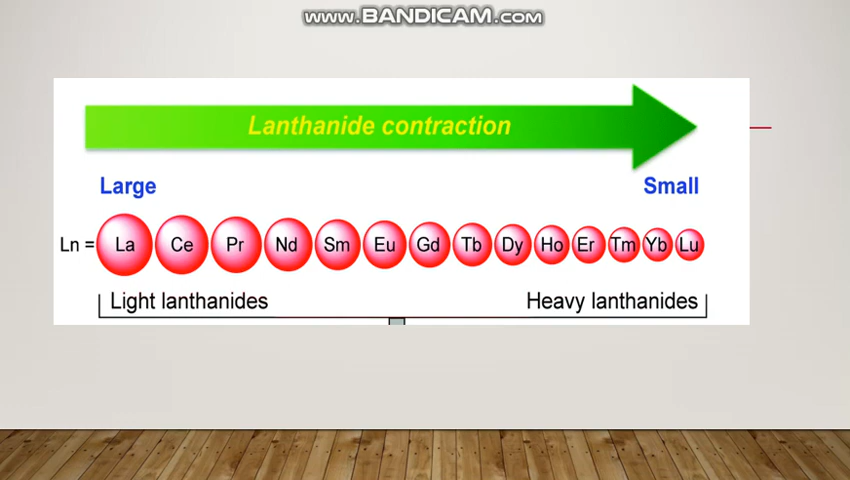 www.BANDICAM.com
Lanthanide contraction
Large Small
Ln = La Ce Pr Nd Sm Eu Gd Tb Dy Ho Er Tm Yb Lu
Light lanthanides Heavy lanthanides